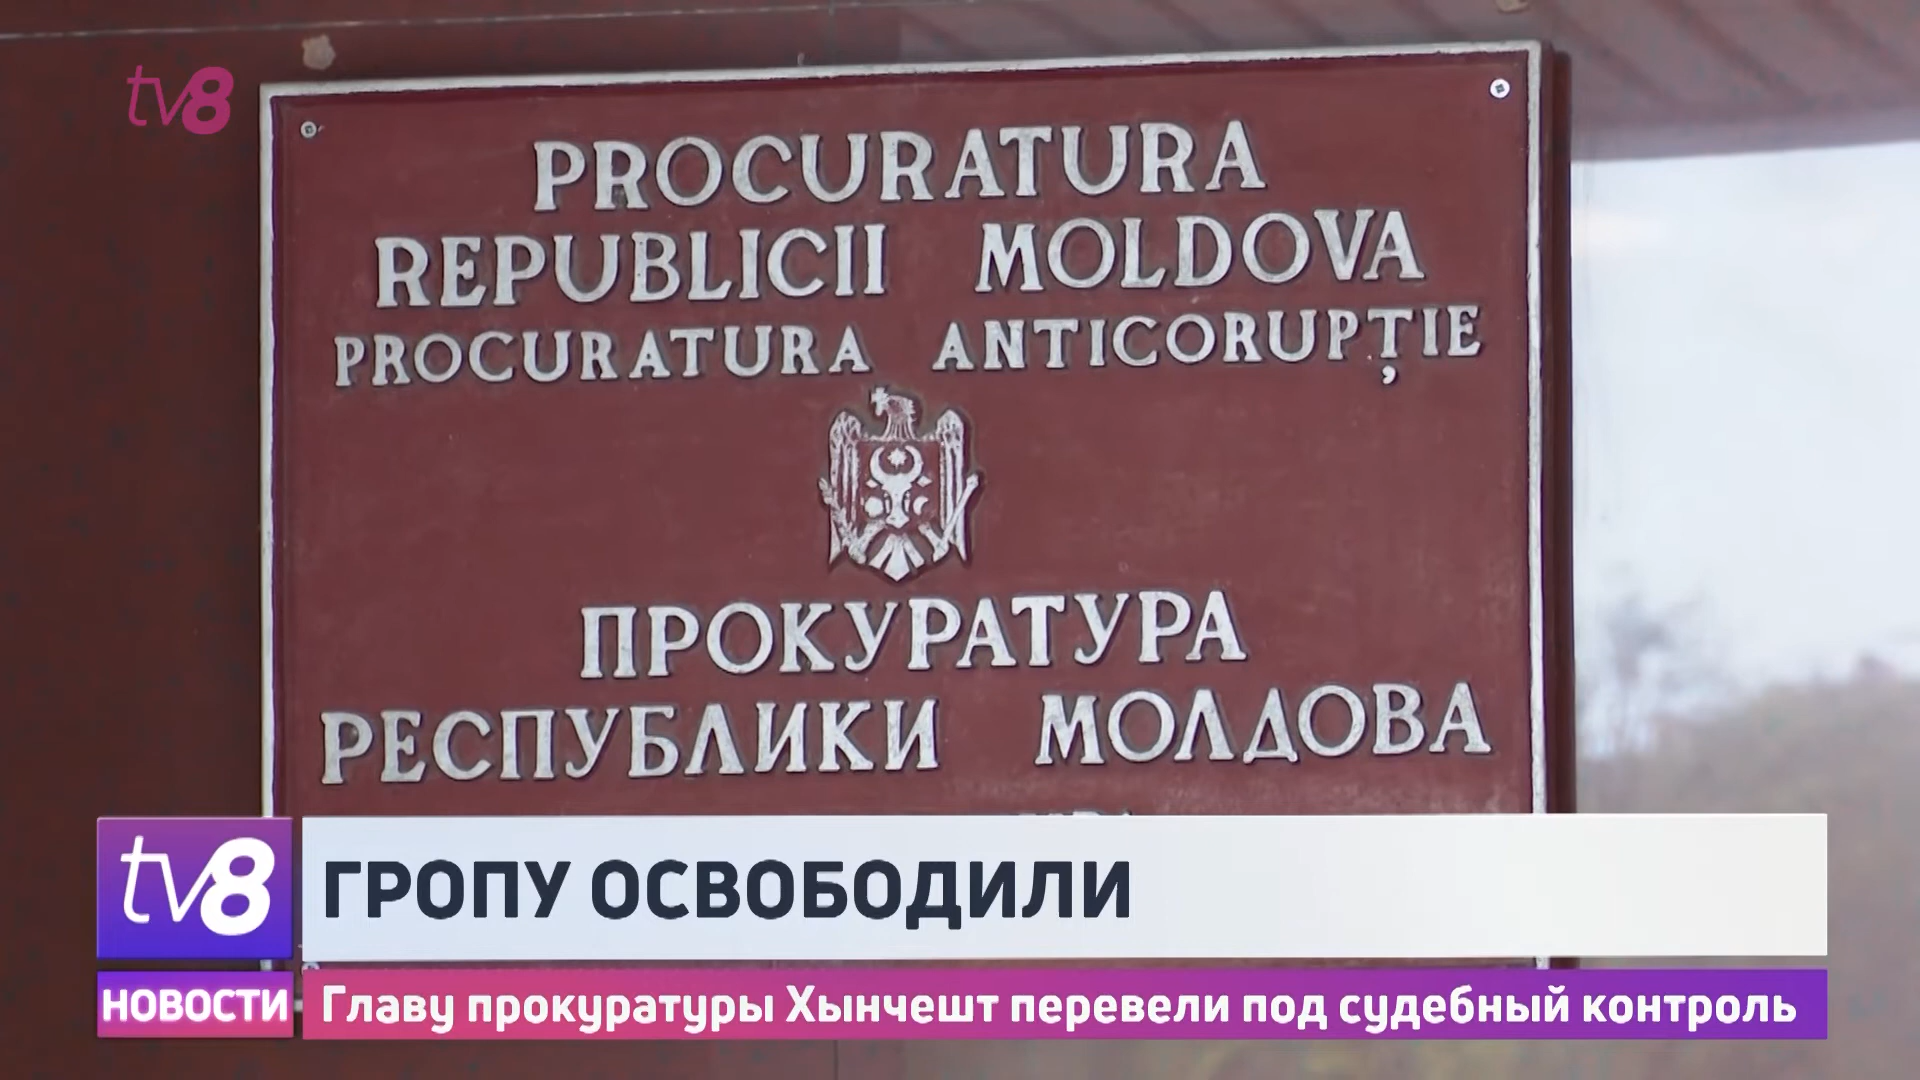 tv8
PROCURATURA
REPUBLICII MOLDOVA
PROCURATURA ANTICORUPȚIE
ПРОКУРАТУРА
РЕСПУБЛИКИ МОЛДОВА
tv8
ГРОПУ ОСВОБОДИЛИ
НОВОСТИ
Главу прокуратуры Хынчешт перевели под судебный контроль